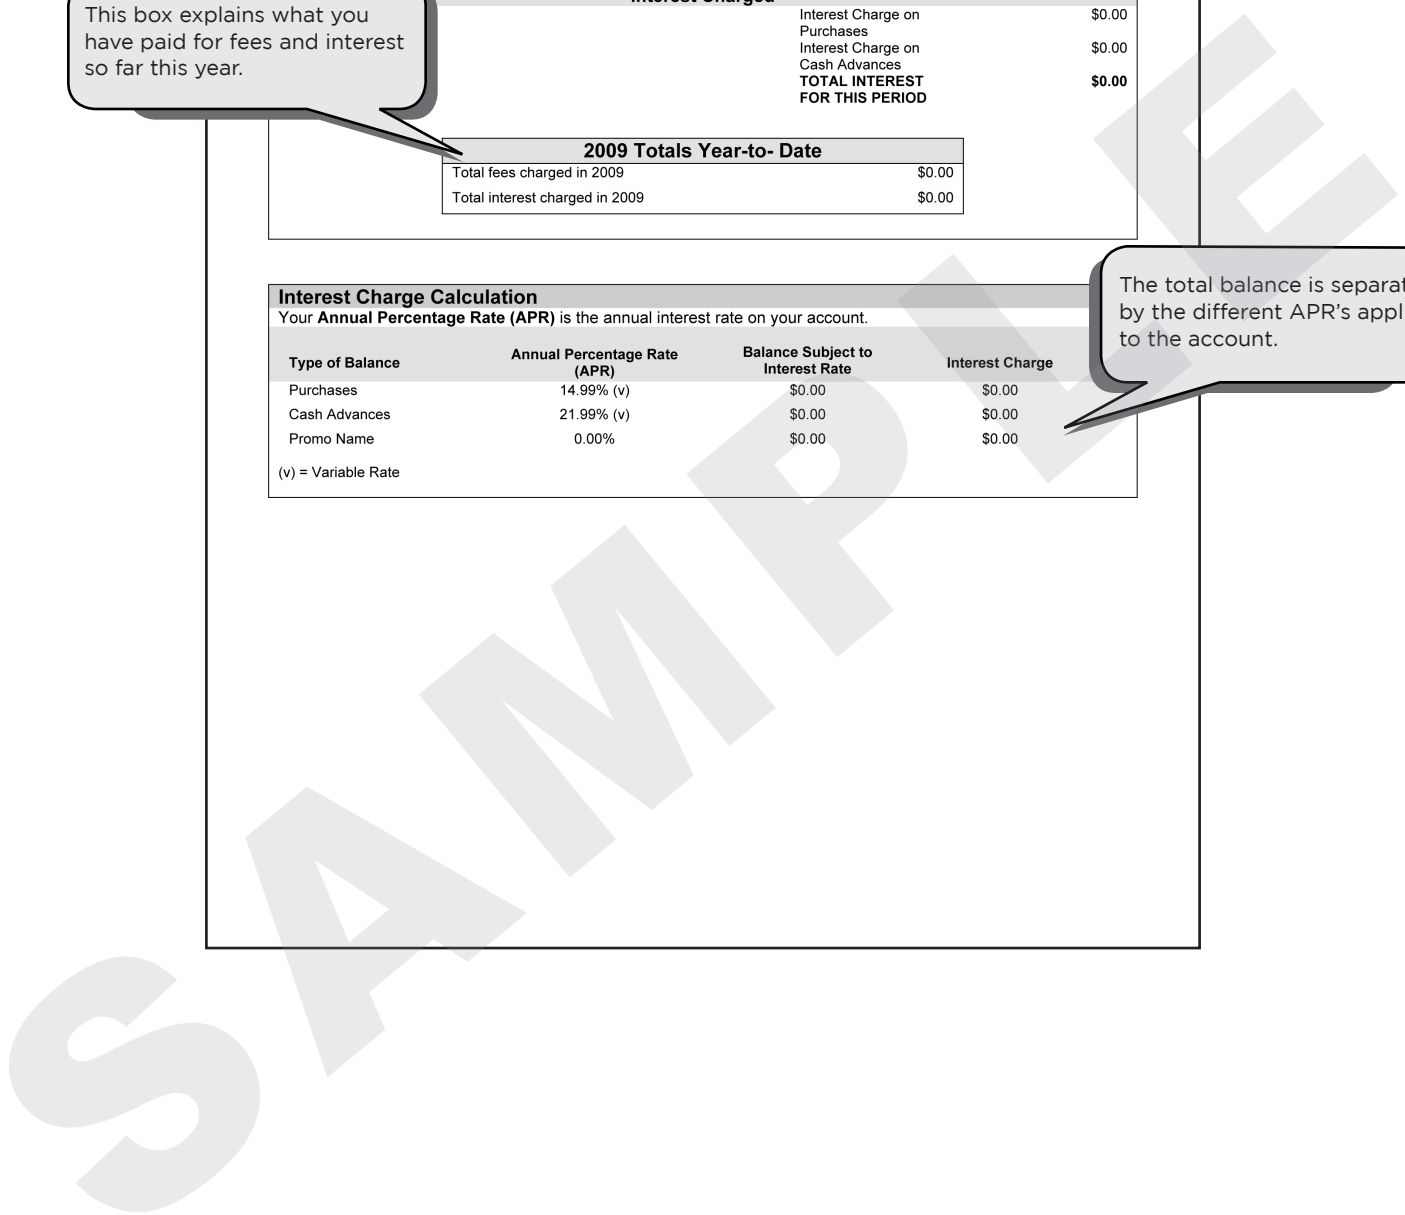 This box explains what you
have paid for fees and interest
so far this year.
Interest Charged
Interest Charge on $0.00
Purchases
Interest Charge on $0.00
Cash Advances
TOTAL INTEREST $0.00
FOR THIS PERIOD
2009 Totals Year-to- Date
Total fees charged in 2009 $0.00
Total interest charged in 2009 $0.00
The total balance is separat
by the different APR's appl
to the account.
Interest Charge Calculation
Your Annual Percentage Rate (APR) is the annual interest rate on your account.
Type of Balance Annual Percentage Rate (APR) Balance Subject to Interest Rate Interest Charge
Purchases 14.99% (v) $0.00 $0.00
Cash Advances 21.99% (v) $0.00 $0.00
Promo Name 0.00% $0.00 $0.00
(v) = Variable Rate
SAMPLE